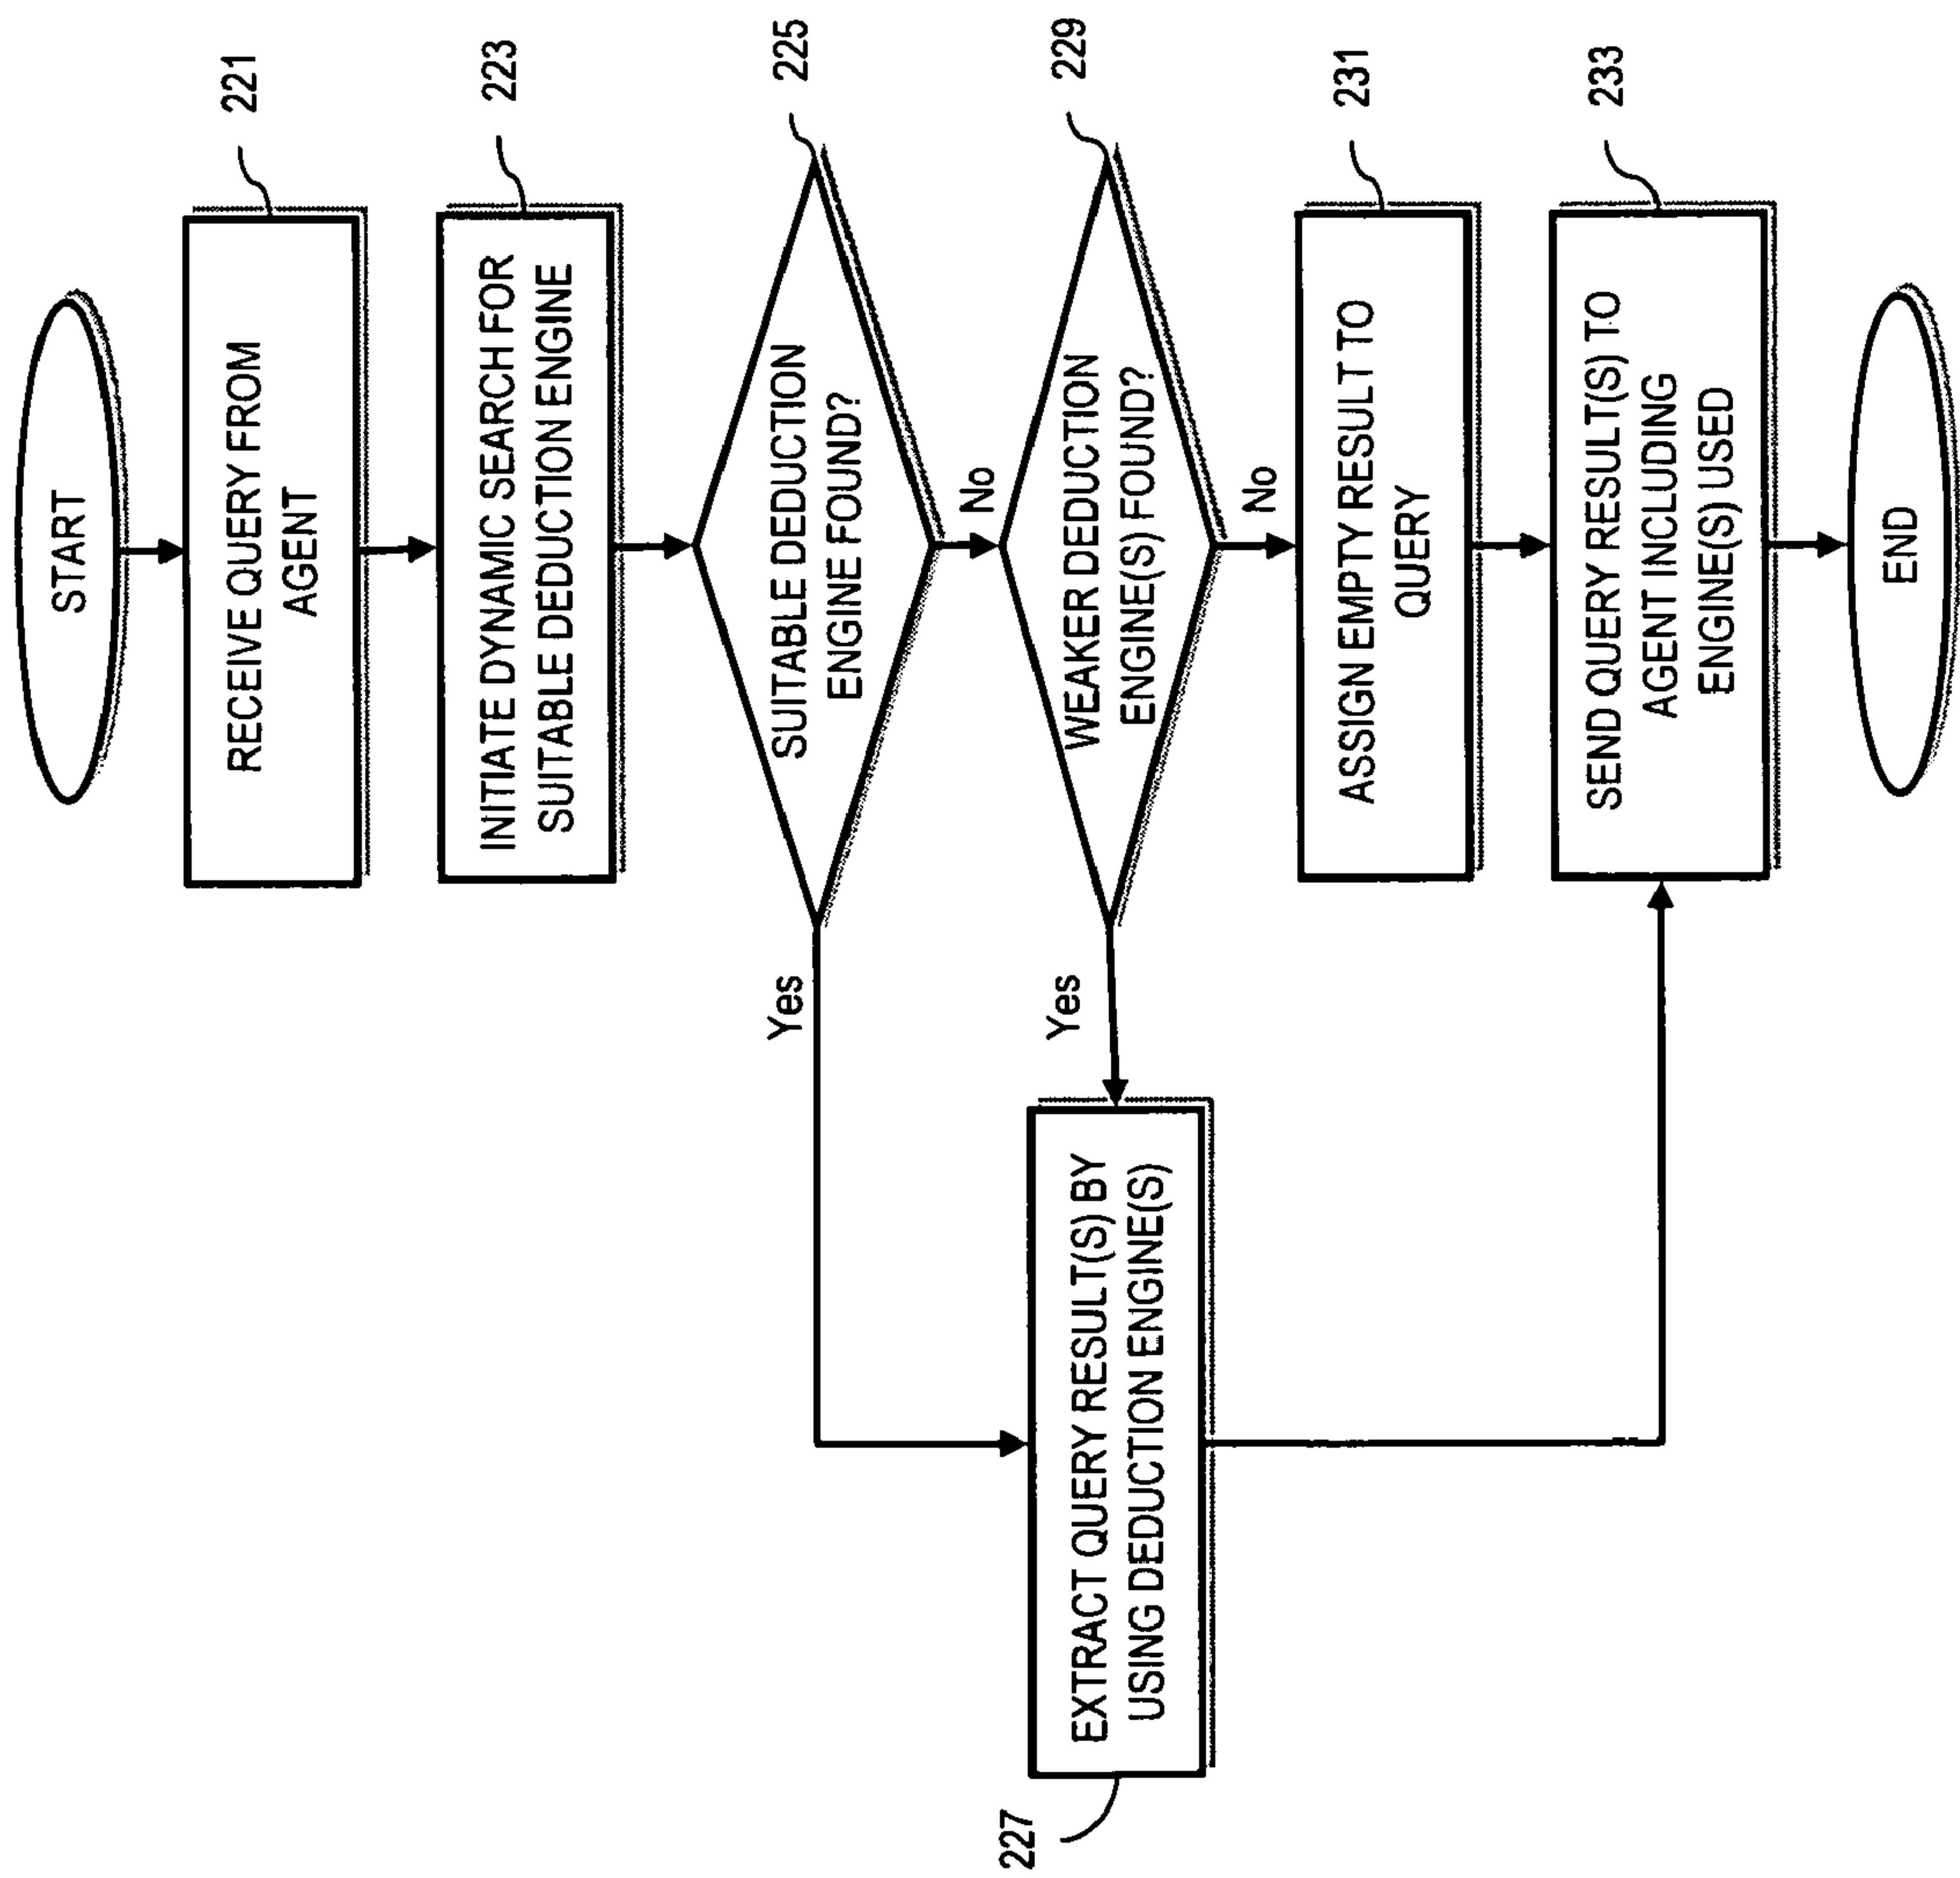 START
221
RECEIVE QUERY FROM
AGENT
223
INITIATE DYNAMIC SEARCH FOR
SUITABLE DEDUCTION ENGINE
225
SUITABLE DEDUCTION
ENGINE FOUND?
Yes
No
229
WEAKER DEDUCTION
ENGINE(S) FOUND?
Yes
No
227
EXTRACT QUERY RESULT(S) BY
USING DEDUCTION ENGINE(S)
231
ASSIGN EMPTY RESULT TO
QUERY
233
SEND QUERY RESULT(S) TO
AGENT INCLUDING
ENGINE(S) USED
END